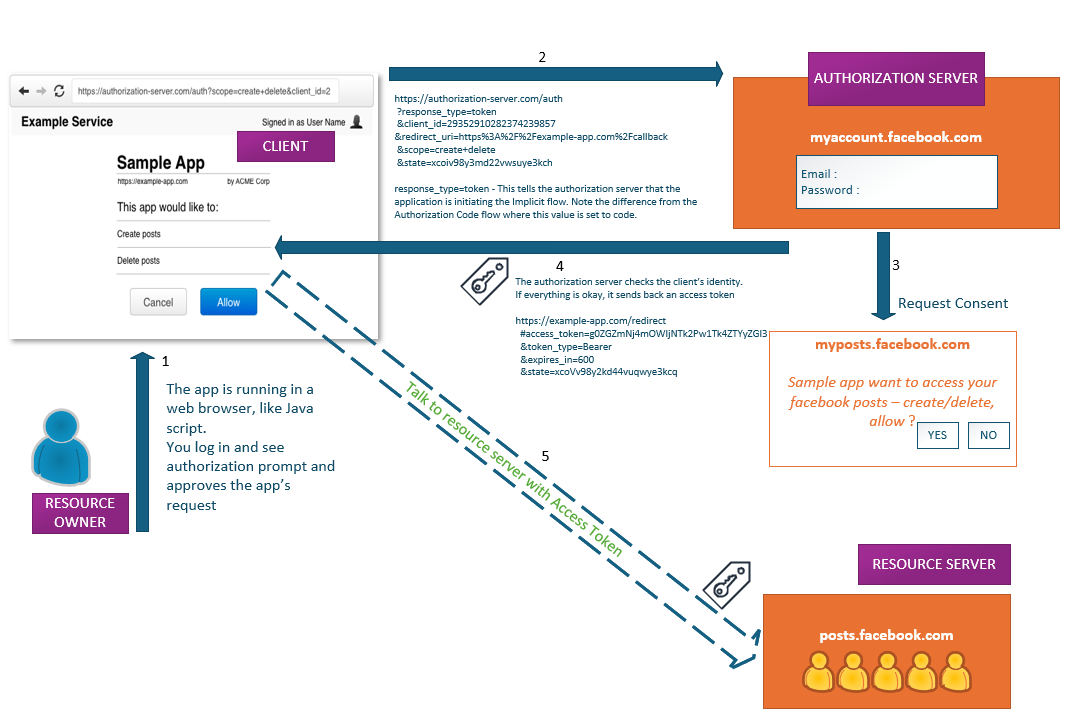 2
AUTHORIZATION SERVER
myaccount.facebook.com
Email :
Password :
https://authorization-server.com/auth?scope=create+delete&client_id=2
Example Service
Signed in as User Name
CLIENT
Sample App
https://example-app.com
by ACME Corp
This app would like to:
Create posts
Delete posts
Cancel
Allow
https://authorization-server.com/auth
?response_type=token
&client_id=29352910282374239857
&redirect_uri=https%3A%2F%2Fexample-app.com%2Fcallback
&scope=create+delete
&state=xcoiv98y3md22vwsuye3kch
response_type=token - This tells the authorization server that the
application is initiating the Implicit flow. Note the difference from the
Authorization Code flow where this value is set to code.
3
Request Consent
4
The authorization server checks the client's identity.
If everything is okay, it sends back an access token
https://example-app.com/redirect
#access_token=g0ZGZmNj4mOWIjNTk2Pw1Tk4ZTYyZGI3
&token_type=Bearer
&expires_in=600
&state=xcoVv98y2kd44vuqwye3kcq
myposts.facebook.com
Sample app want to access your
facebook posts – create/delete,
allow ?
YES
NO
1
The app is running in a
web browser, like Java
script.
You log in and see
authorization prompt and
approves the app's
request
RESOURCE
OWNER
5
Talk to resource server with Access Token
RESOURCE SERVER
posts.facebook.com